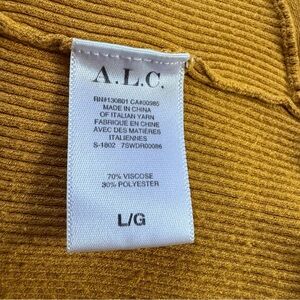 A.L.C.
RN#130801 CA#00985
MADE IN CHINA
OF ITALIAN YARN
FABRIQUÉ EN CHINE
AVEC DES MATIÈRES
ITALIENNES
S-1802 7SWDR00086
70% VISCOSE
30% POLYESTER
L/G